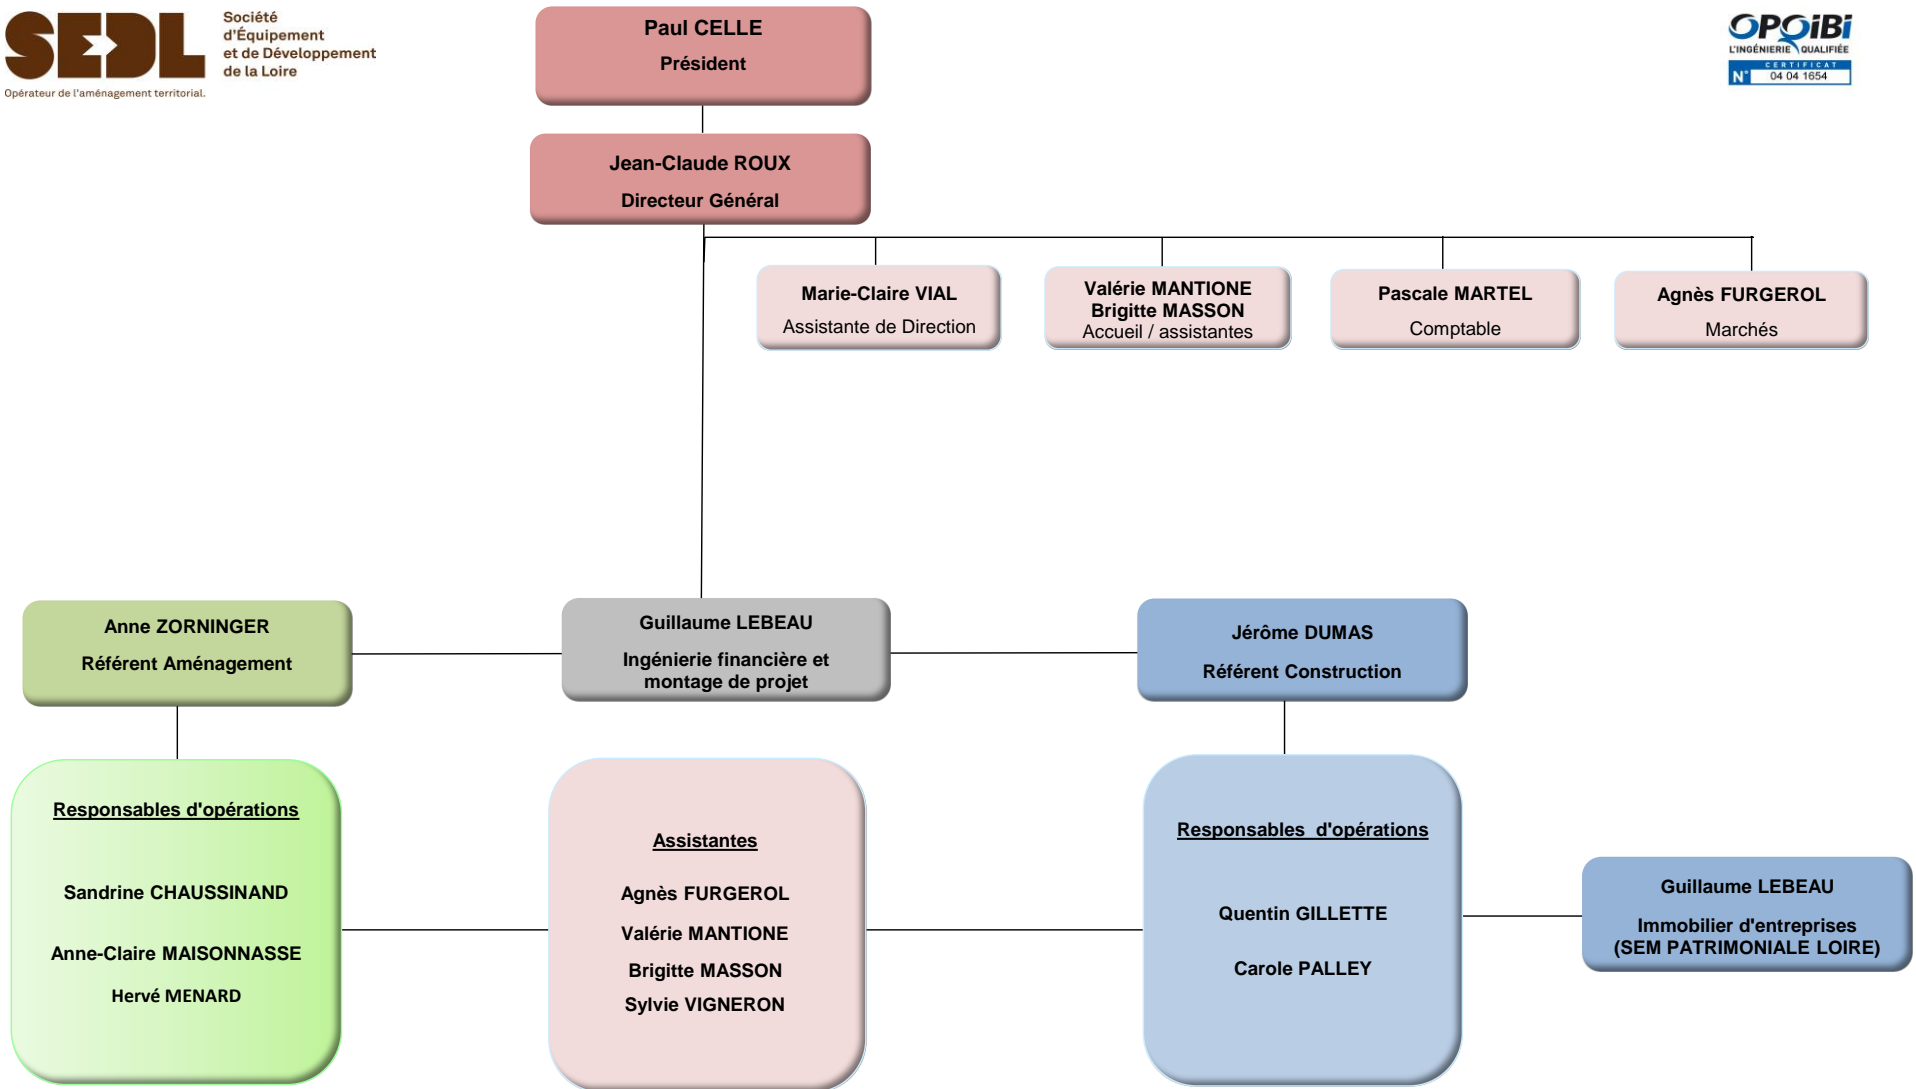 SEDL
Société
d'Équipement
et de Développement
de la Loire
Opérateur de l'aménagement territorial.
Paul CELLE
Président
OPQiBi
L'INGÉNIERIE QUALIFIÉE
CERTIFICAT
N° 04 04 1654
Jean-Claude ROUX
Directeur Général
Marie-Claire VIAL
Assistante de Direction
Valérie MANTIONE
Brigitte MASSON
Accueil / assistantes
Pascale MARTEL
Comptable
Agnès FURGEROL
Marchés
Anne ZORNINGER
Référent Aménagement
Guillaume LEBEAU
Ingénierie financière et
montage de projet
Jérôme DUMAS
Référent Construction
Responsables d'opérations
Sandrine CHAUSSINAND
Anne-Claire MAISONNASSE
Hervé MENARD
Assistantes
Agnès FURGEROL
Valérie MANTIONE
Brigitte MASSON
Sylvie VIGNERON
Responsables d'opérations
Quentin GILLETTE
Carole PALLEY
Guillaume LEBEAU
Immobilier d'entreprises
(SEM PATRIMONIALE LOIRE)